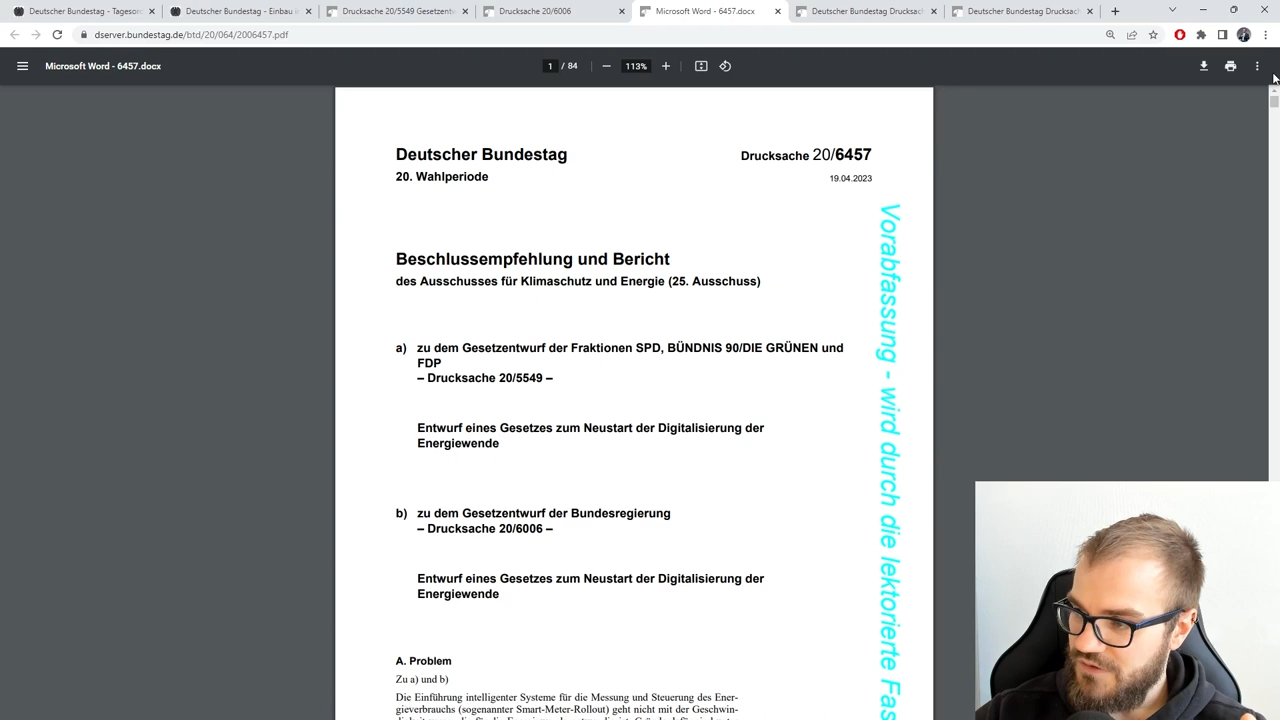 Deutscher Bundestag - Tagesor
Deutscher Bundestag - Einbau i
Drucksache 20/5549 Gesetzentw
Drucksache 20/6006
Microsoft Word - 6457.docx
Deutscher Bundestag Drucksac
Deutscher Bundestag Drucksac
dserver.bundestag.de/btd/20/064/2006457.pdf
Microsoft Word - 6457.docx
1 / 84
113%
Deutscher Bundestag
Drucksache 20/6457
20. Wahlperiode
19.04.2023
Beschlussempfehlung und Bericht
des Ausschusses für Klimaschutz und Energie (25. Ausschuss)
a) zu dem Gesetzentwurf der Fraktionen SPD, BÜNDNIS 90/DIE GRÜNEN und
FDP
– Drucksache 20/5549 –
Entwurf eines Gesetzes zum Neustart der Digitalisierung der
Energiewende
b) zu dem Gesetzentwurf der Bundesregierung
– Drucksache 20/6006 –
Entwurf eines Gesetzes zum Neustart der Digitalisierung der
Energiewende
A. Problem
Zu a) und b)
Die Einführung intelligenter Systeme für die Messung und Steuerung des Ener-
gieverbrauchs (sogenannter Smart-Meter-Rollout) geht nicht mit der Geschwin-
Vorabfassung - wird durch die lektorierte Fas